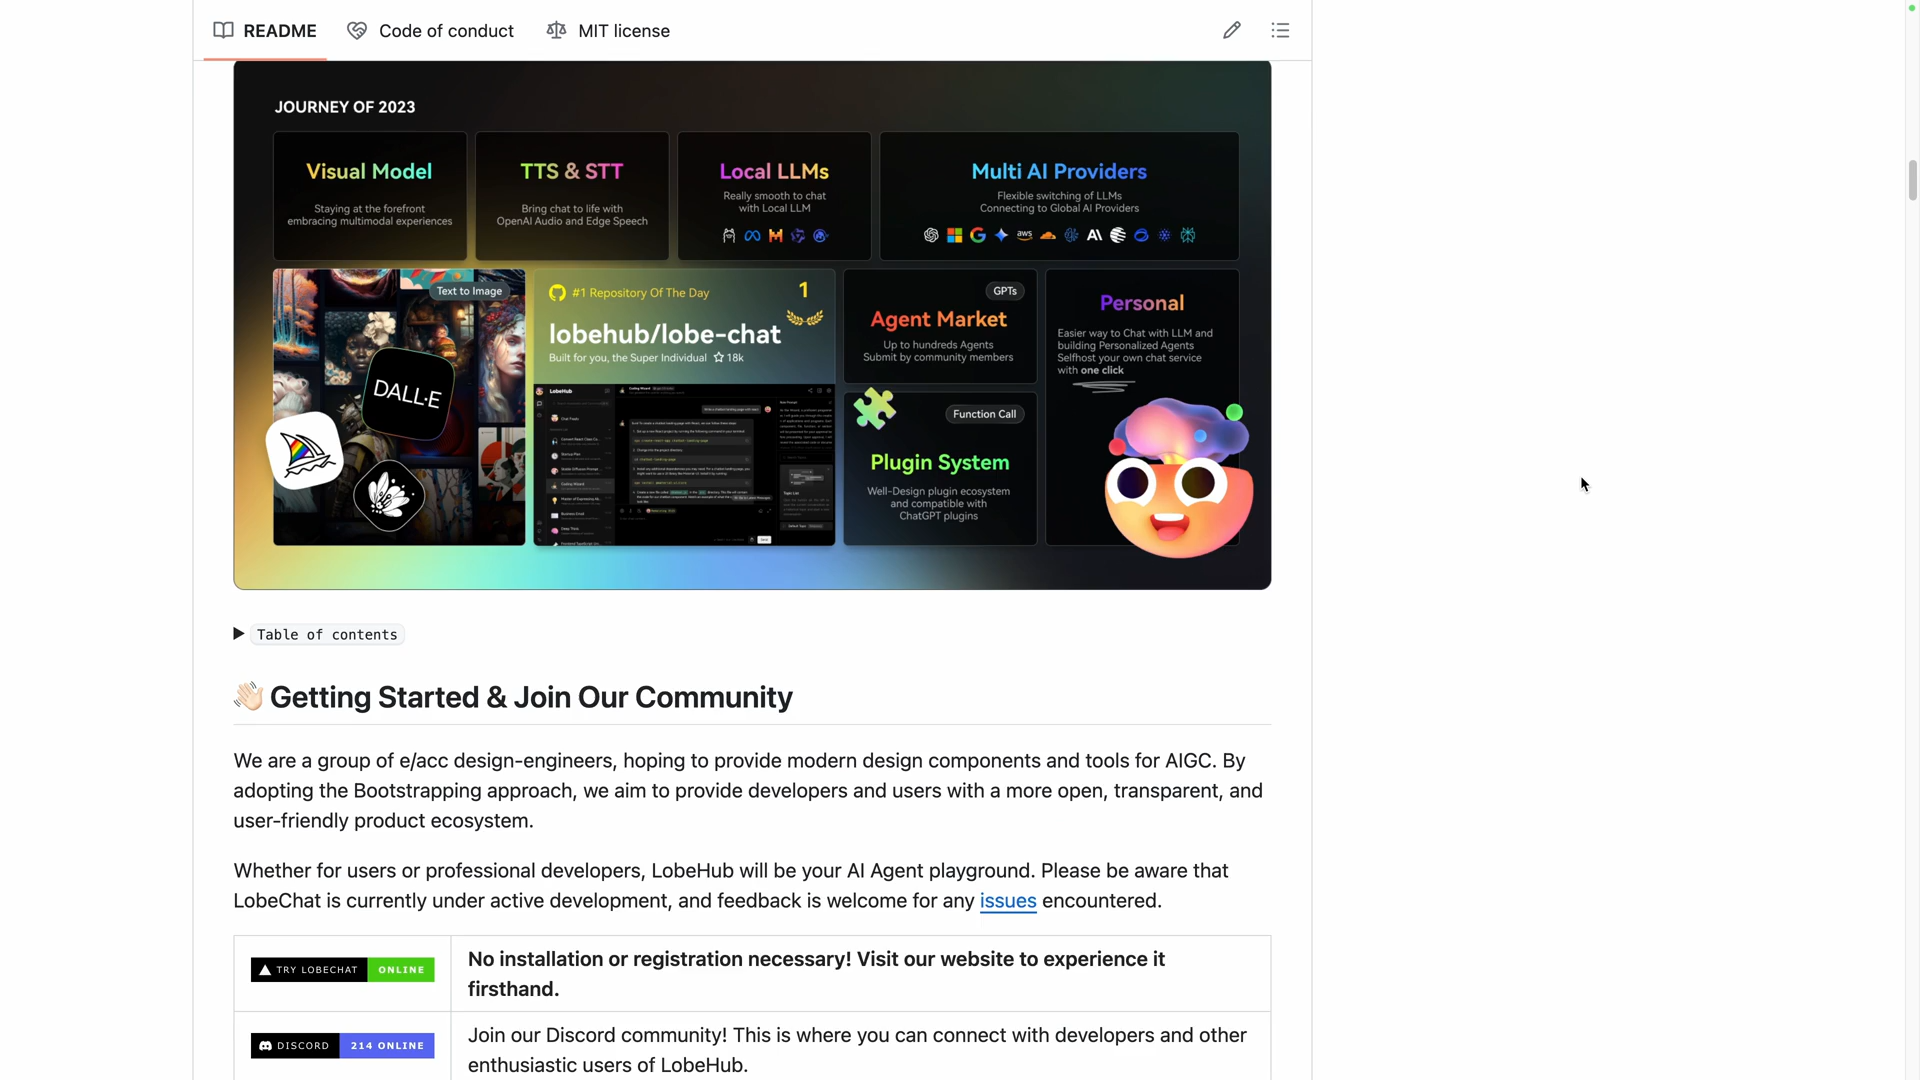 README
Code of conduct
MIT license
JOURNEY OF 2023
Visual Model
Staying at the forefront
embracing multimodal experiences
TTS & STT
Bring chat to life with
OpenAI Audio and Edge Speech
Local LLMs
Really smooth to chat
with Local LLM
Multi AI Providers
Flexible switching of LLMs
Connecting to Global AI Providers
aws
Text to Image
DALL·E
#1 Repository Of The Day
1
lobehub/lobe-chat
Built for you, the Super Individual 18k
LobeHub
GPTs
Agent Market
Up to hundreds Agents
Submit by community members
Function Call
Plugin System
Well-Design plugin ecosystem
and compatible with
ChatGPT plugins
Personal
Easier way to Chat with LLM and
building Personalized Agents
Selfhost your own chat service
with one click
Table of contents
Getting Started & Join Our Community
We are a group of e/acc design-engineers, hoping to provide modern design components and tools for AIGC. By
adopting the Bootstrapping approach, we aim to provide developers and users with a more open, transparent, and
user-friendly product ecosystem.
Whether for users or professional developers, LobeHub will be your AI Agent playground. Please be aware that
LobeChat is currently under active development, and feedback is welcome for any issues encountered.
TRY LOBECHAT ONLINE
No installation or registration necessary! Visit our website to experience it
firsthand.
DISCORD 214 ONLINE
Join our Discord community! This is where you can connect with developers and other
enthusiastic users of LobeHub.